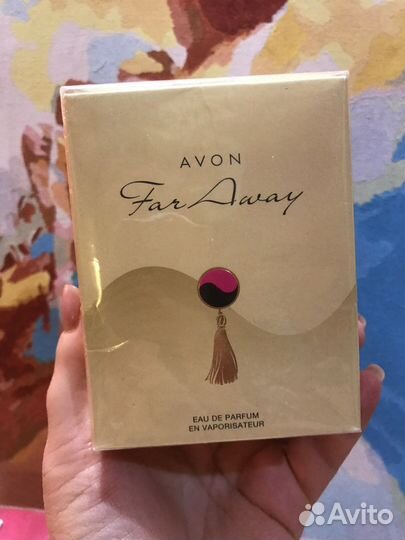 AVON
Far Away
EAU DE PARFUM
EN VAPORISATEUR
Avito